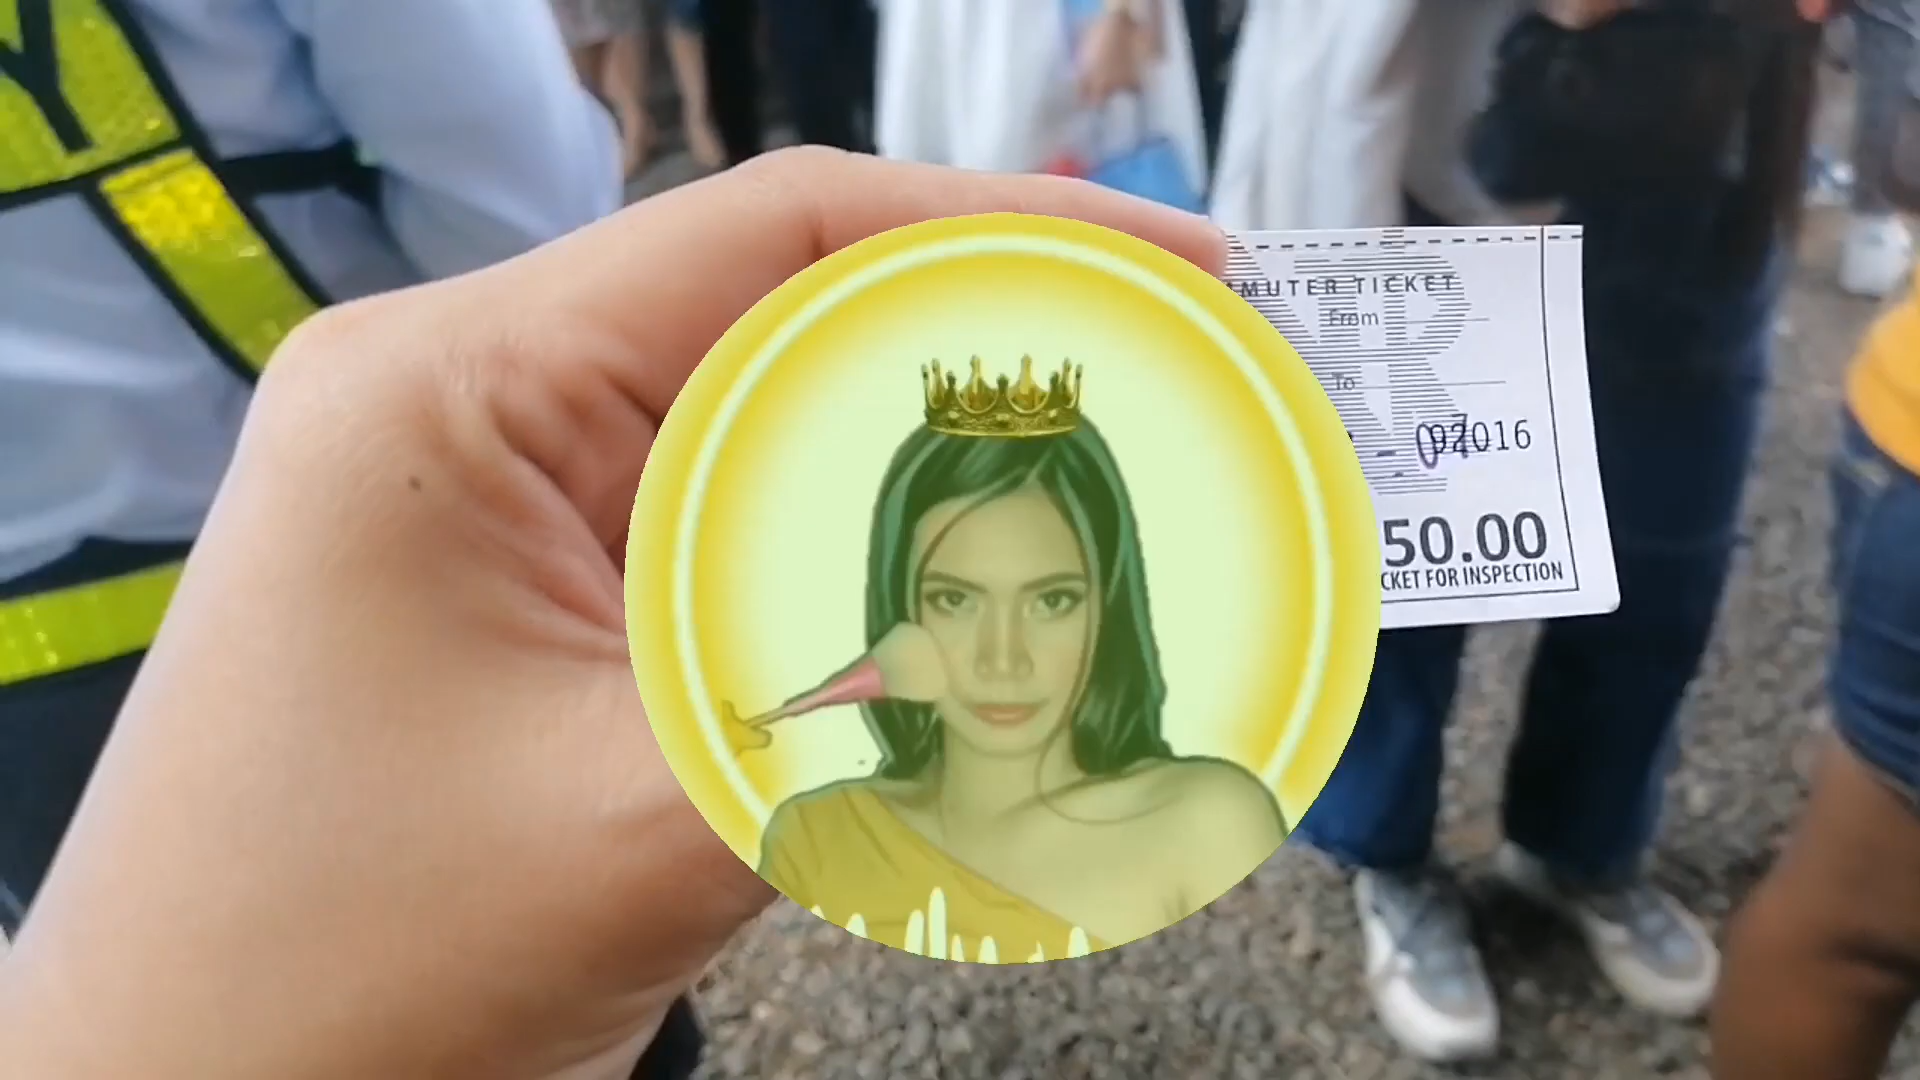 Y
MUTER TICKET
From
To
2016
50.00
CKET FOR INSPECTION